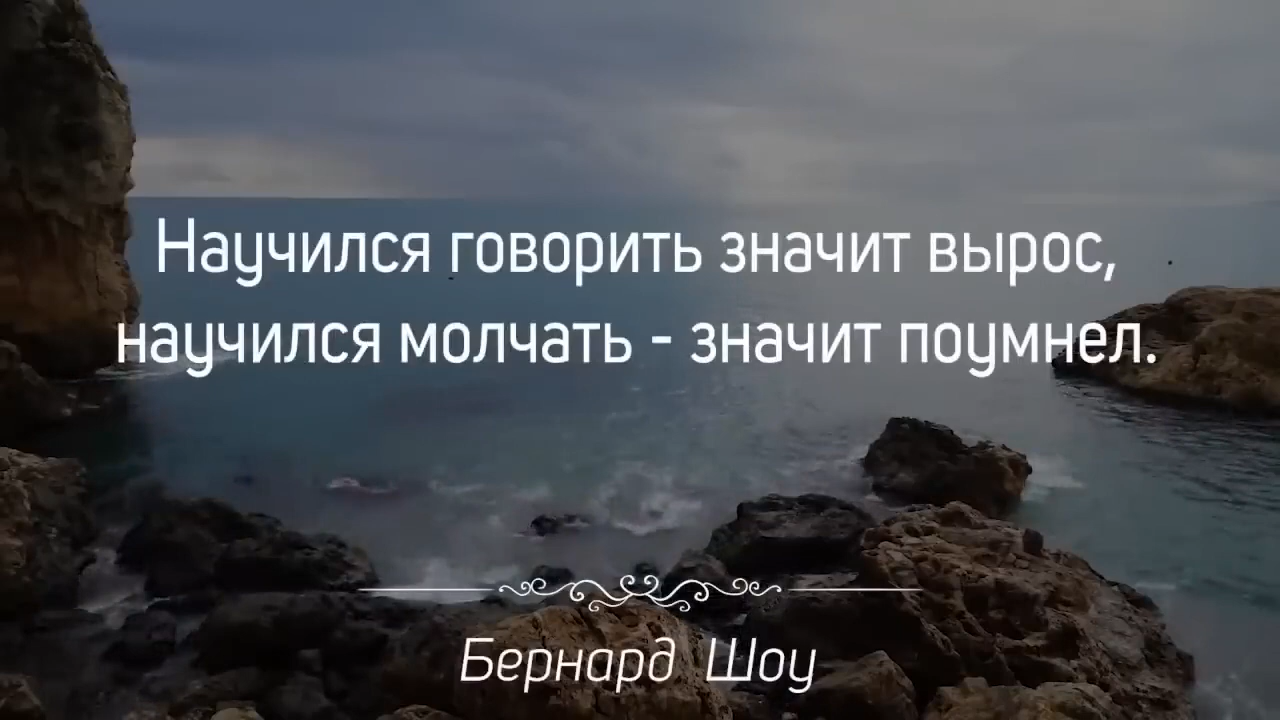 Научился говорить значит вырос,
научился молчать - значит поумнел.
Бернард Шоу